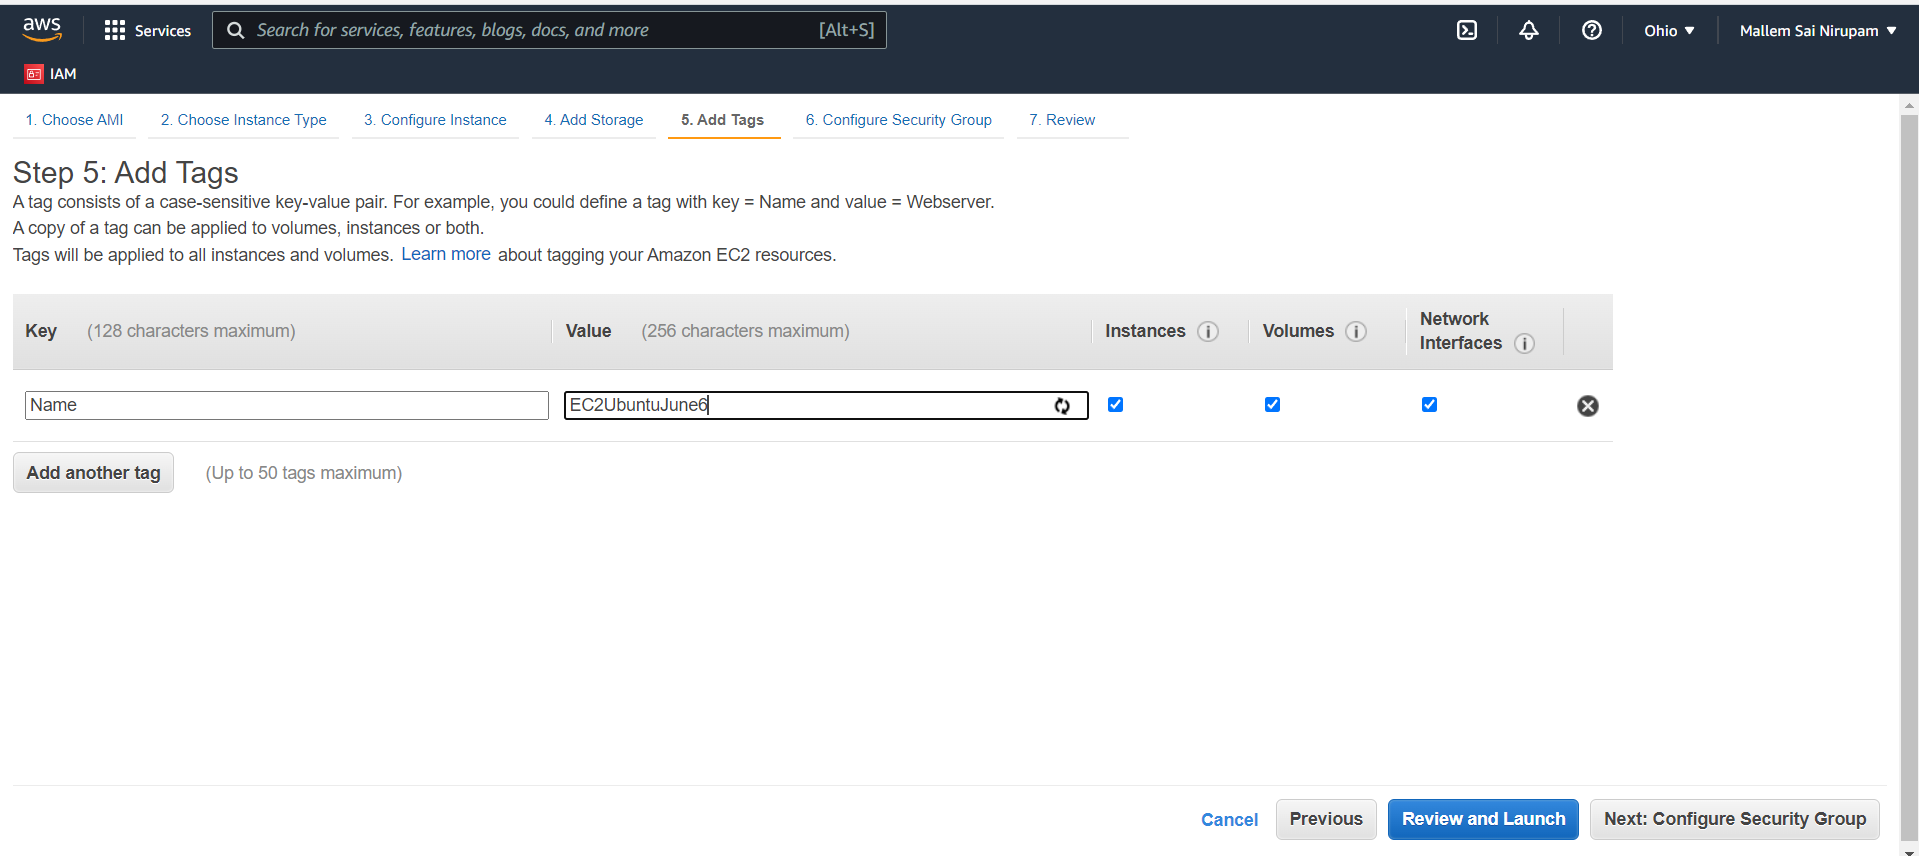 aws Services Search for services, features, blogs, docs, and more [Alt+S] Ohio Mallem Sai Nirupam
IAM
1. Choose AMI 2. Choose Instance Type 3. Configure Instance 4. Add Storage 5. Add Tags 6. Configure Security Group 7. Review
Step 5: Add Tags
A tag consists of a case-sensitive key-value pair. For example, you could define a tag with key = Name and value = Webserver.
A copy of a tag can be applied to volumes, instances or both.
Tags will be applied to all instances and volumes. Learn more about tagging your Amazon EC2 resources.
Key (128 characters maximum) Value (256 characters maximum) Instances i Volumes i Network
Interfaces i
Name EC2UbuntuJune6
Add another tag (Up to 50 tags maximum)
Cancel Previous Review and Launch Next: Configure Security Group